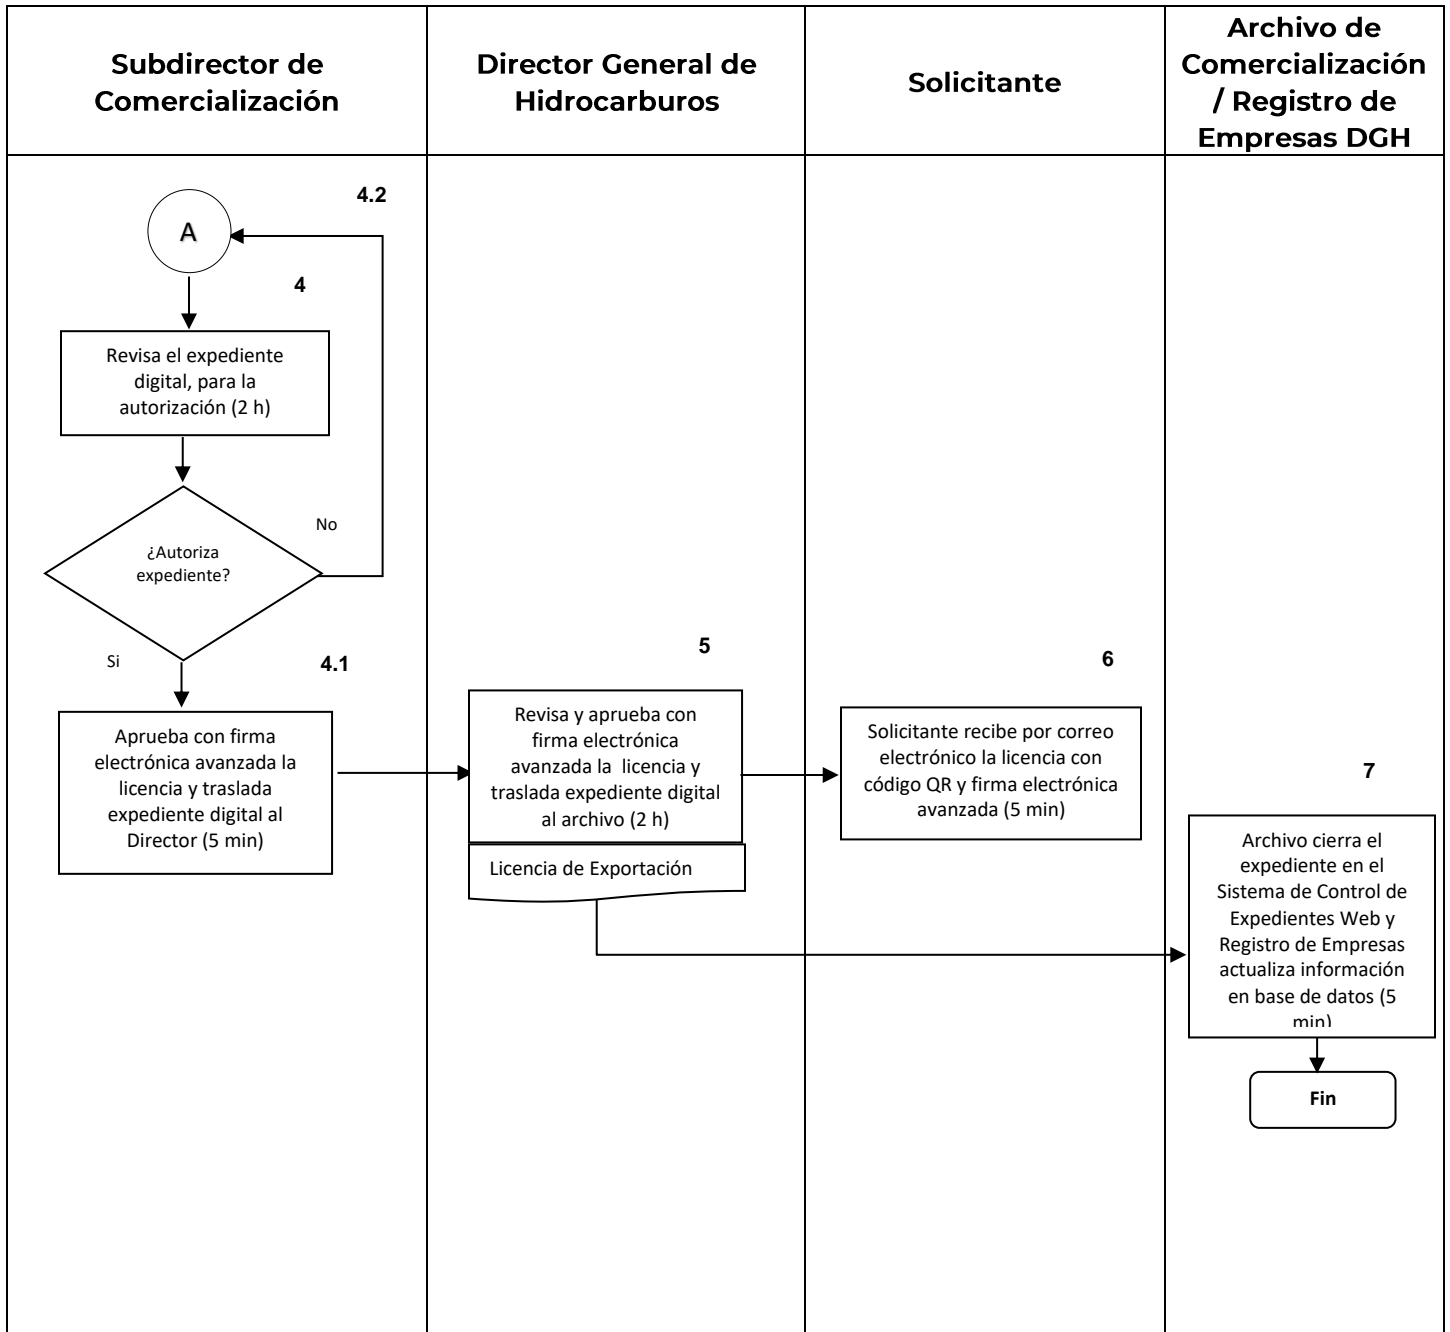 Subdirector de
Comercialización
Director General de
Hidrocarburos
Solicitante
Archivo de
Comercialización
/ Registro de
Empresas DGH
4.2
A
4
Revisa el expediente
digital, para la
autorización (2 h)
No
¿Autoriza
expediente?
Si
4.1
Aprueba con firma
electrónica avanzada la
licencia y traslada
expediente digital al
Director (5 min)
5
Revisa y aprueba con
firma electrónica
avanzada la  licencia y
traslada expediente digital
al archivo (2 h)
Licencia de Exportación
6
Solicitante recibe por correo
electrónico la licencia con
código QR y firma electrónica
avanzada (5 min)
7
Archivo cierra el
expediente en el
Sistema de Control de
Expedientes Web y
Registro de Empresas
actualiza información
en base de datos (5
min)
Fin